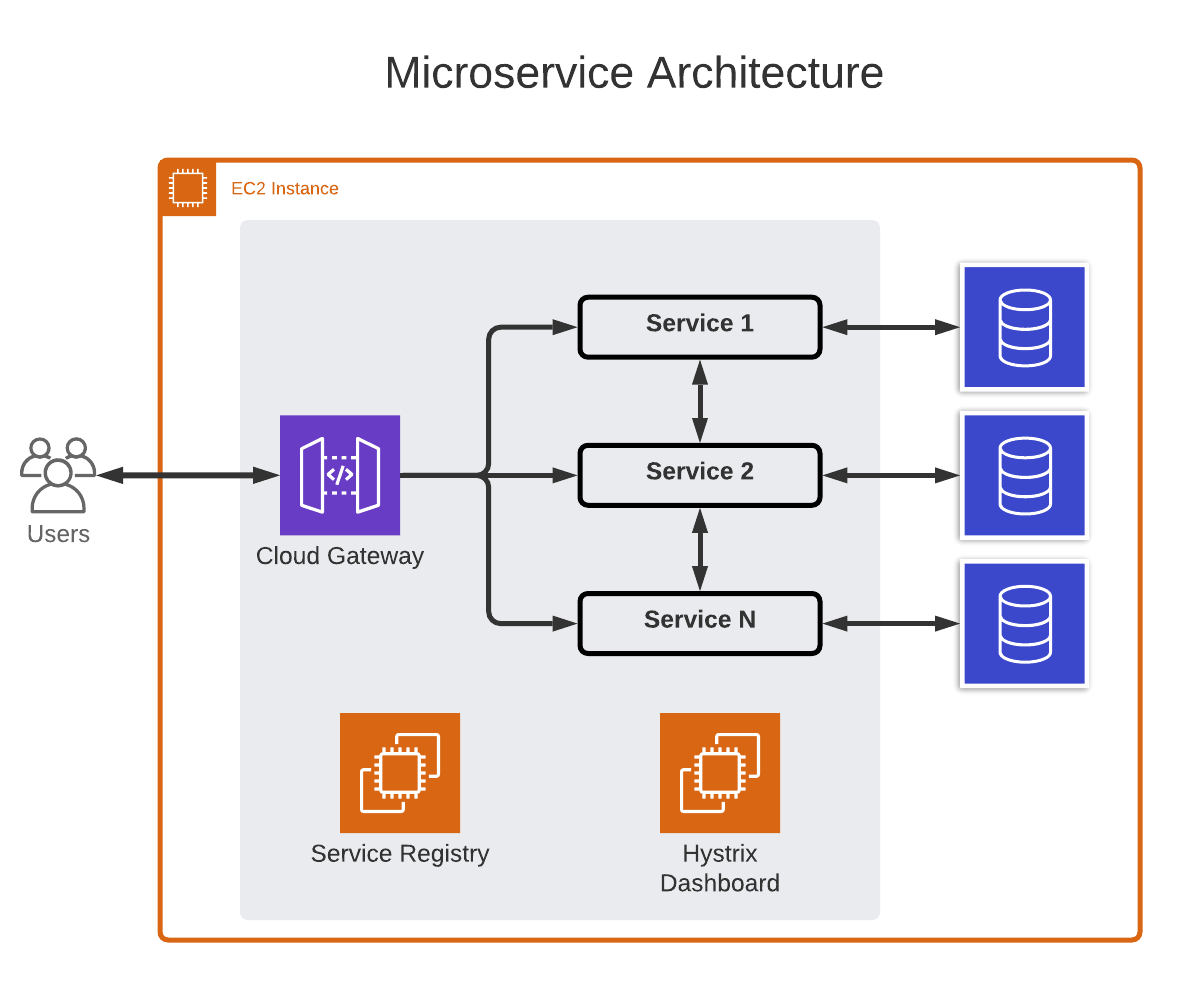 Microservice Architecture
EC2 Instance
Service 1
Service 2
Service N
</>
Cloud Gateway
Users
Service Registry
Hystrix
Dashboard